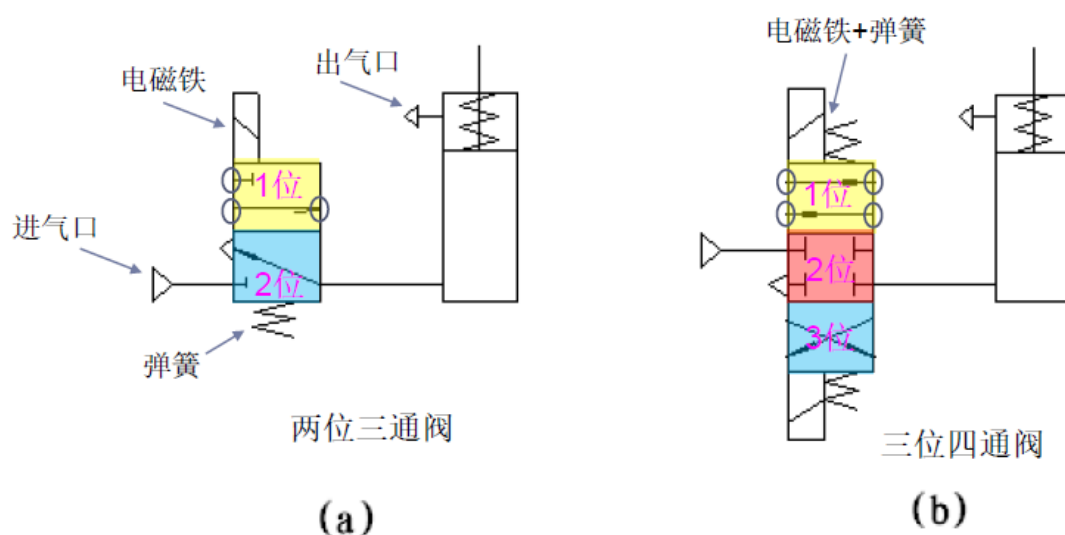 电磁铁
出气口
1位
进气口
2位
弹簧
两位三通阀
(a)
电磁铁+弹簧
1位
2位
3位
三位四通阀
(b)